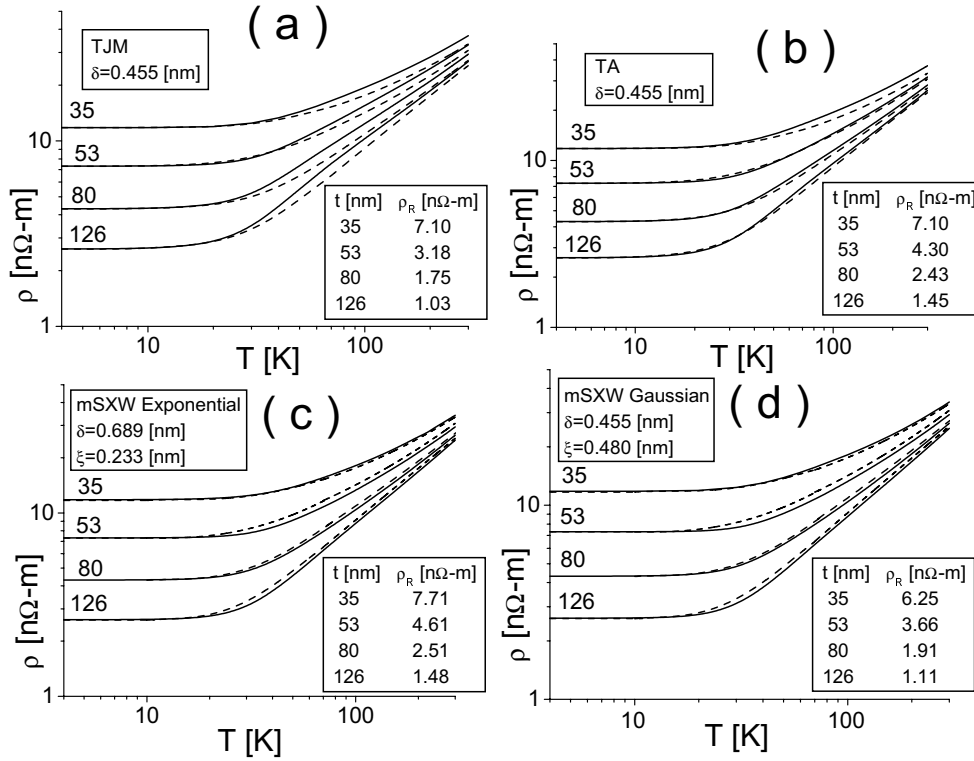 ( a )
TJM
δ=0.455 [nm]
35
53
80
126
10
1
ρ [nΩ-m]
t [nm] ρR [nΩ-m]
35 7.10
53 3.18
80 1.75
126 1.03
10 100
T [K]
( b )
TA
δ=0.455 [nm]
35
53
80
126
10
1
ρ [nΩ-m]
t [nm] ρR [nΩ-m]
35 7.10
53 4.30
80 2.43
126 1.45
10 100
T [K]
( c )
mSXW Exponential
δ=0.689 [nm]
ξ=0.233 [nm]
35
53
80
126
10
1
ρ [nΩ-m]
t [nm] ρR [nΩ-m]
35 7.71
53 4.61
80 2.51
126 1.48
10 100
T [K]
( d )
mSXW Gaussian
δ=0.455 [nm]
ξ=0.480 [nm]
35
53
80
126
10
1
ρ [nΩ-m]
t [nm] ρR [nΩ-m]
35 6.25
53 3.66
80 1.91
126 1.11
10 100
T [K]